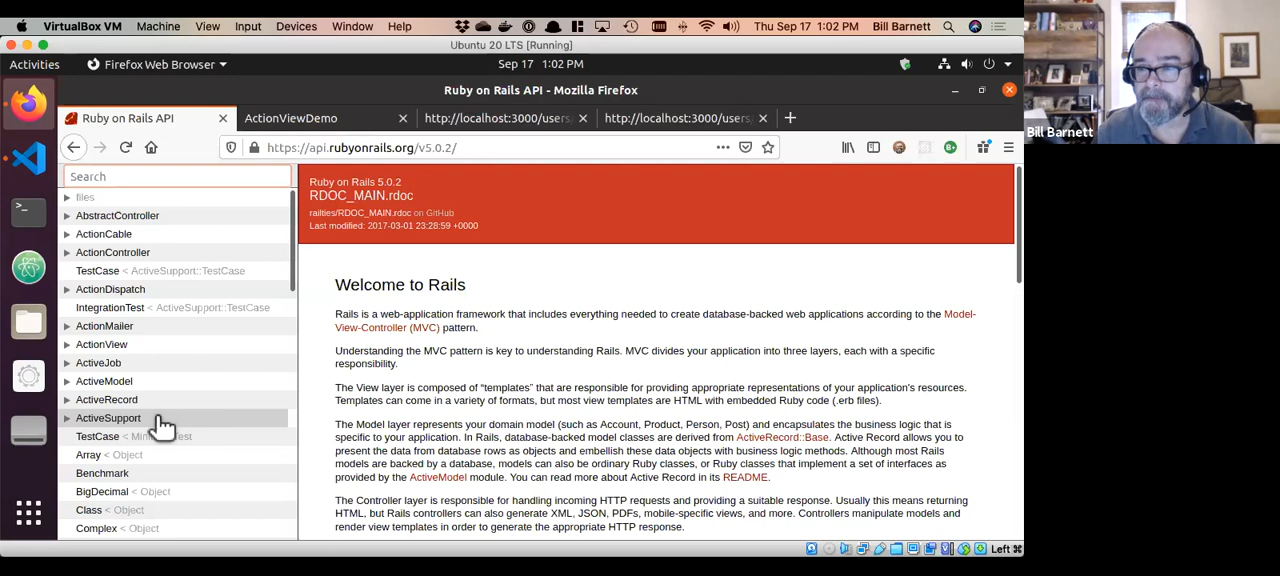 VirtualBox VM Machine View Input Devices Window Help Thu Sep 17 1:02 PM Bill Barnett
Ubuntu 20 LTS [Running]
Activities Firefox Web Browser Sep 17 1:02 PM
Ruby on Rails API - Mozilla Firefox
Ruby on Rails API ActionViewDemo http://localhost:3000/users/ http://localhost:3000/users/
https://api.rubyonrails.org/v5.0.2/
Search
files
AbstractController
ActionCable
ActionController
TestCase < ActiveSupport::TestCase
ActionDispatch
IntegrationTest < ActiveSupport::TestCase
ActionMailer
ActionView
ActiveJob
ActiveModel
ActiveRecord
ActiveSupport
TestCase <
Array < Object
Benchmark
BigDecimal < Object
Class < Object
Complex < Object
Ruby on Rails 5.0.2
RDOC_MAIN.rdoc
railties/RDOC_MAIN.rdoc on GitHub
Last modified: 2017-03-01 23:28:59 +0000
Welcome to Rails
Rails is a web-application framework that includes everything needed to create database-backed web applications according to the Model-
View-Controller (MVC) pattern.
Understanding the MVC pattern is key to understanding Rails. MVC divides your application into three layers, each with a specific
responsibility.
The View layer is composed of “templates” that are responsible for providing appropriate representations of your application's resources.
Templates can come in a variety of formats, but most view templates are HTML with embedded Ruby code (.erb files).
The Model layer represents your domain model (such as Account, Product, Person, Post) and encapsulates the business logic that is
specific to your application. In Rails, database-backed model classes are derived from ActiveRecord::Base. Active Record allows you to
present the data from database rows as objects and embellish these data objects with business logic methods. Although most Rails
models are backed by a database, models can also be ordinary Ruby classes, or Ruby classes that implement a set of interfaces as
provided by the ActiveModel module. You can read more about Active Record in its README.
The Controller layer is responsible for handling incoming HTTP requests and providing a suitable response. Usually this means returning
HTML, but Rails controllers can also generate XML, JSON, PDFs, mobile-specific views, and more. Controllers manipulate models and
render view templates in order to generate the appropriate HTTP response.
Left ⌘
Bill Barnett